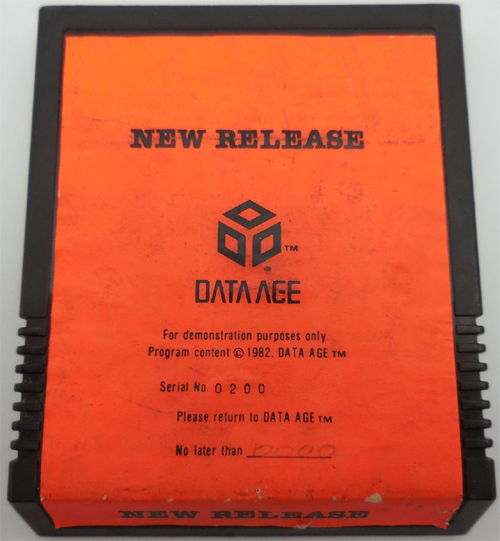 NEW RELEASE
TM
DATA AGE
For demonstration purposes only
Program content © 1982. DATA AGE TM
Serial No. 0200
Please return to DATA AGE TM
No later than 0000
NEW RELEASE